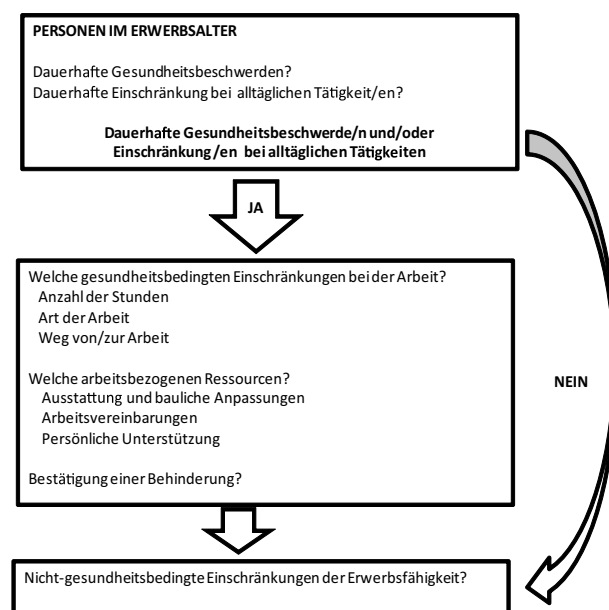 PERSONEN IM ERWERBSALTER
Dauerhafte Gesundheitsbeschwerden?
Dauerhafte Einschränkung bei alltäglichen Tätigkeit/en?
Dauerhafte Gesundheitsbeschwerde/n und/oder
Einschränkung/en bei alltäglichen Tätigkeiten
JA
Welche gesundheitsbedingten Einschränkungen bei der Arbeit?
Anzahl der Stunden
Art der Arbeit
Weg von/zur Arbeit
Welche arbeitsbezogenen Ressourcen?
Ausstattung und bauliche Anpassungen
Arbeitsvereinbarungen
Persönliche Unterstützung
Bestätigung einer Behinderung?
NEIN
Nicht-gesundheitsbedingte Einschränkungen der Erwerbsfähigkeit?